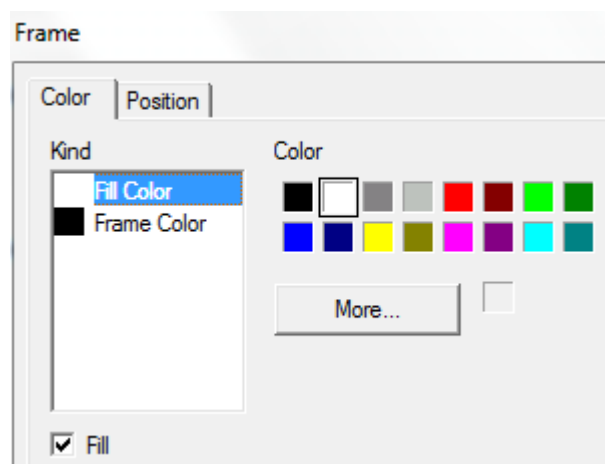 Frame
Color Position
Kind
Fill Color
Frame Color
Color
More...
Fill